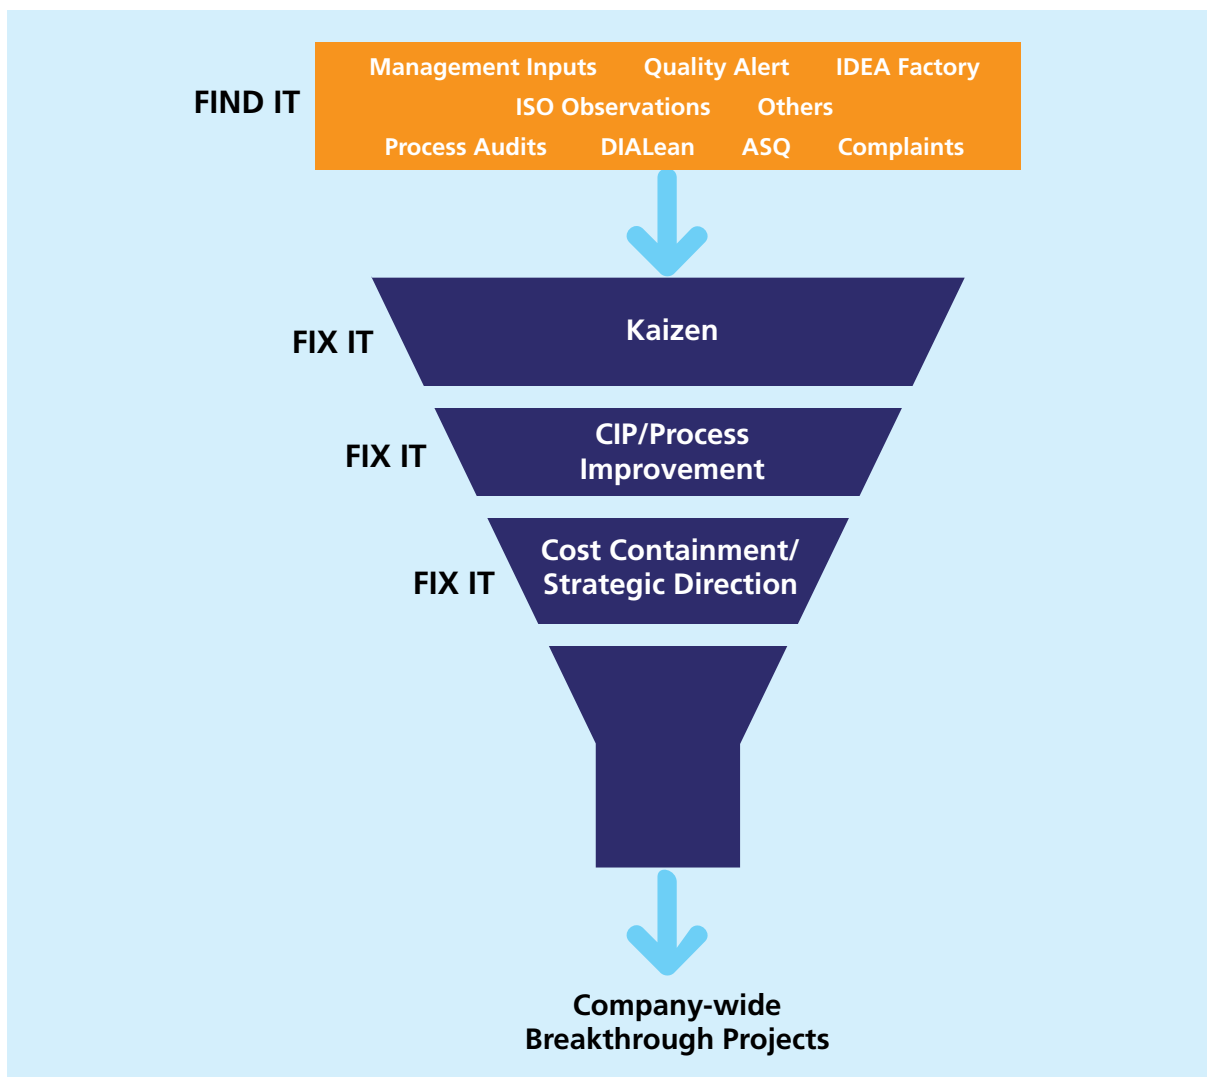 Management Inputs Quality Alert IDEA Factory
FIND IT
ISO Observations Others
Process Audits DIALean ASQ Complaints
Kaizen
FIX IT
CIP/Process
Improvement
FIX IT
Cost Containment/
Strategic Direction
FIX IT
Company-wide
Breakthrough Projects